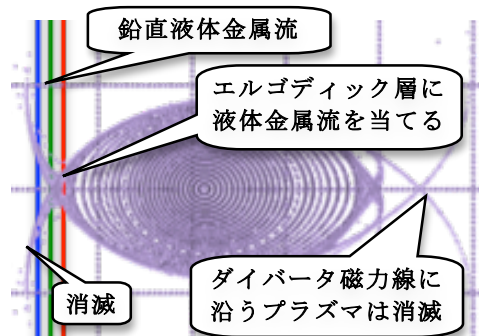 鉛直液体金属流
エルゴディック層に
液体金属流を当てる
消滅
ダイバータ磁力線に
沿うプラズマは消滅